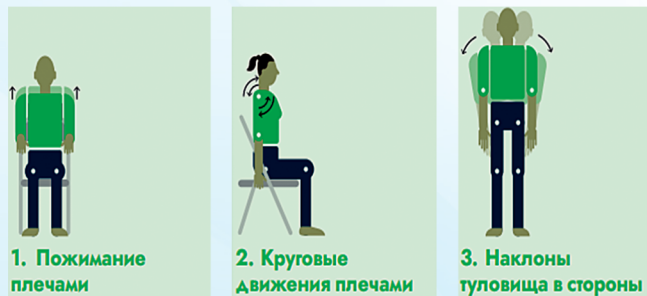 1. Пожимание
плечами
2. Круговые
движения плечами
3. Наклоны
туловища в стороны